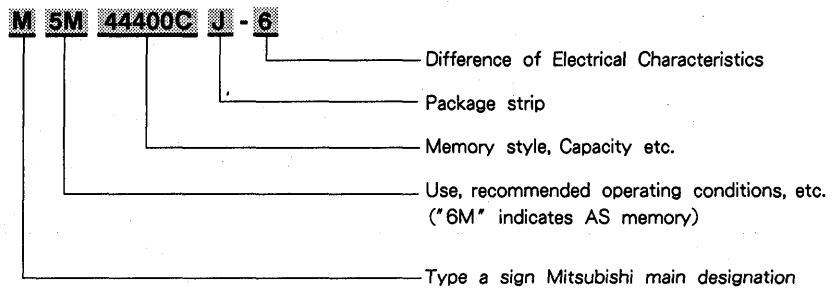 M 5M 44400C J - 6
Difference of Electrical Characteristics
Package strip
Memory style, Capacity etc.
Use, recommended operating conditions, etc.
("6M" indicates AS memory)
Type a sign Mitsubishi main designation